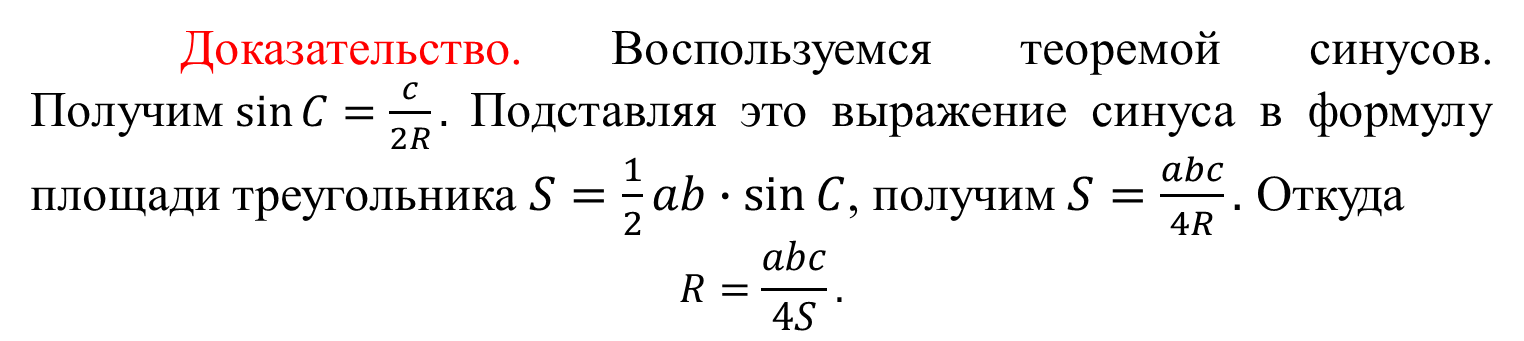 Доказательство. Воспользуемся теоремой синусов.
Получим sin C = c/2R. Подставляя это выражение синуса в формулу
площади треугольника S = 1/2 ab · sin C, получим S = abc/4R. Откуда
R = abc/4S.